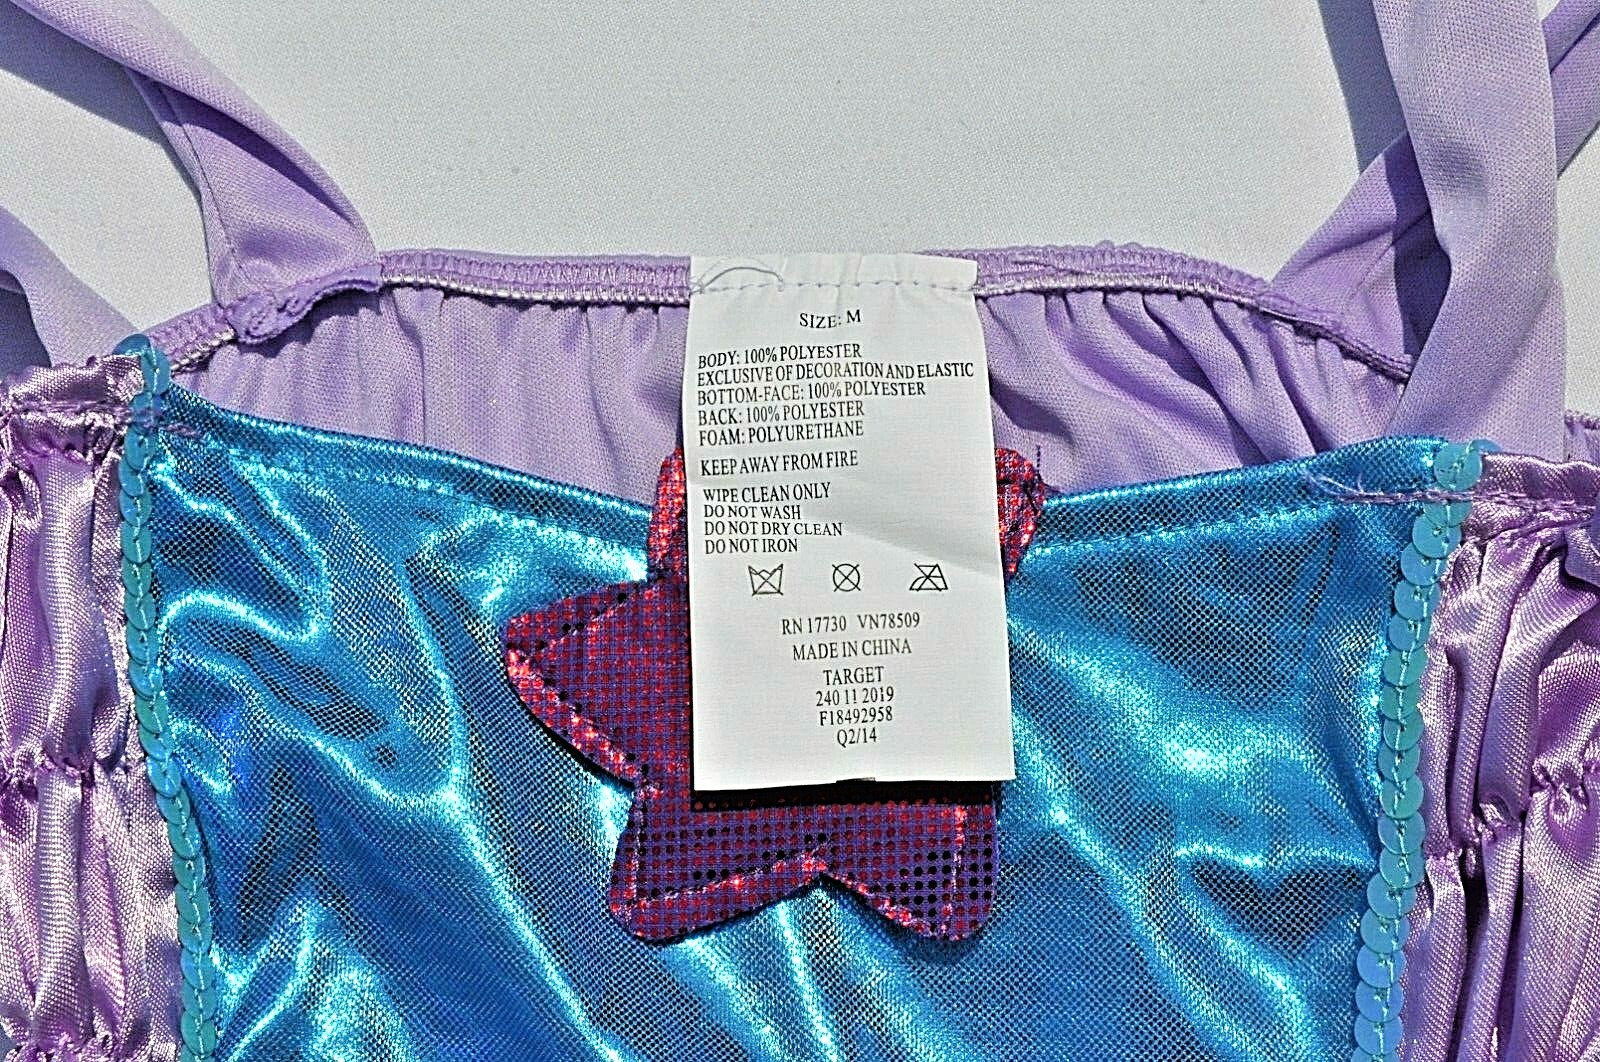 SIZE: M
BODY: 100% POLYESTER
EXCLUSIVE OF DECORATION AND ELASTIC
BOTTOM-FACE: 100% POLYESTER
BACK: 100% POLYESTER
FOAM: POLYURETHANE
KEEP AWAY FROM FIRE
WIPE CLEAN ONLY
DO NOT WASH
DO NOT DRY CLEAN
DO NOT IRON
RN 17730 VN78509
MADE IN CHINA
TARGET
240 11 2019
F18492958
Q2/14